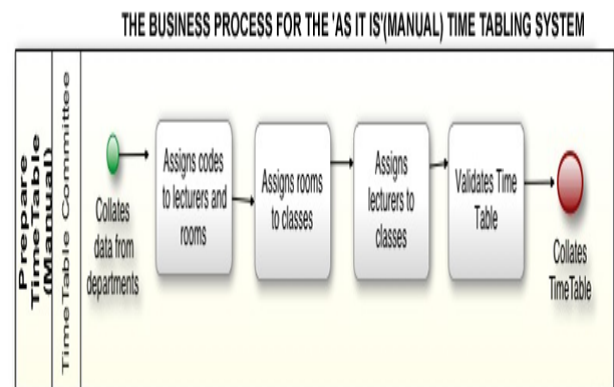 THE BUSINESS PROCESS FOR THE 'AS IT IS'(MANUAL) TIME TABLING SYSTEM
Prepare
TimeTable
(Manual)
TimeTable Committee
Collates
data from
departments
Assigns codes
to lecturers and
rooms
Assigns rooms
to classes
Assigns
lecturers to
classes
Validates Time
Table
Collates
TimeTable